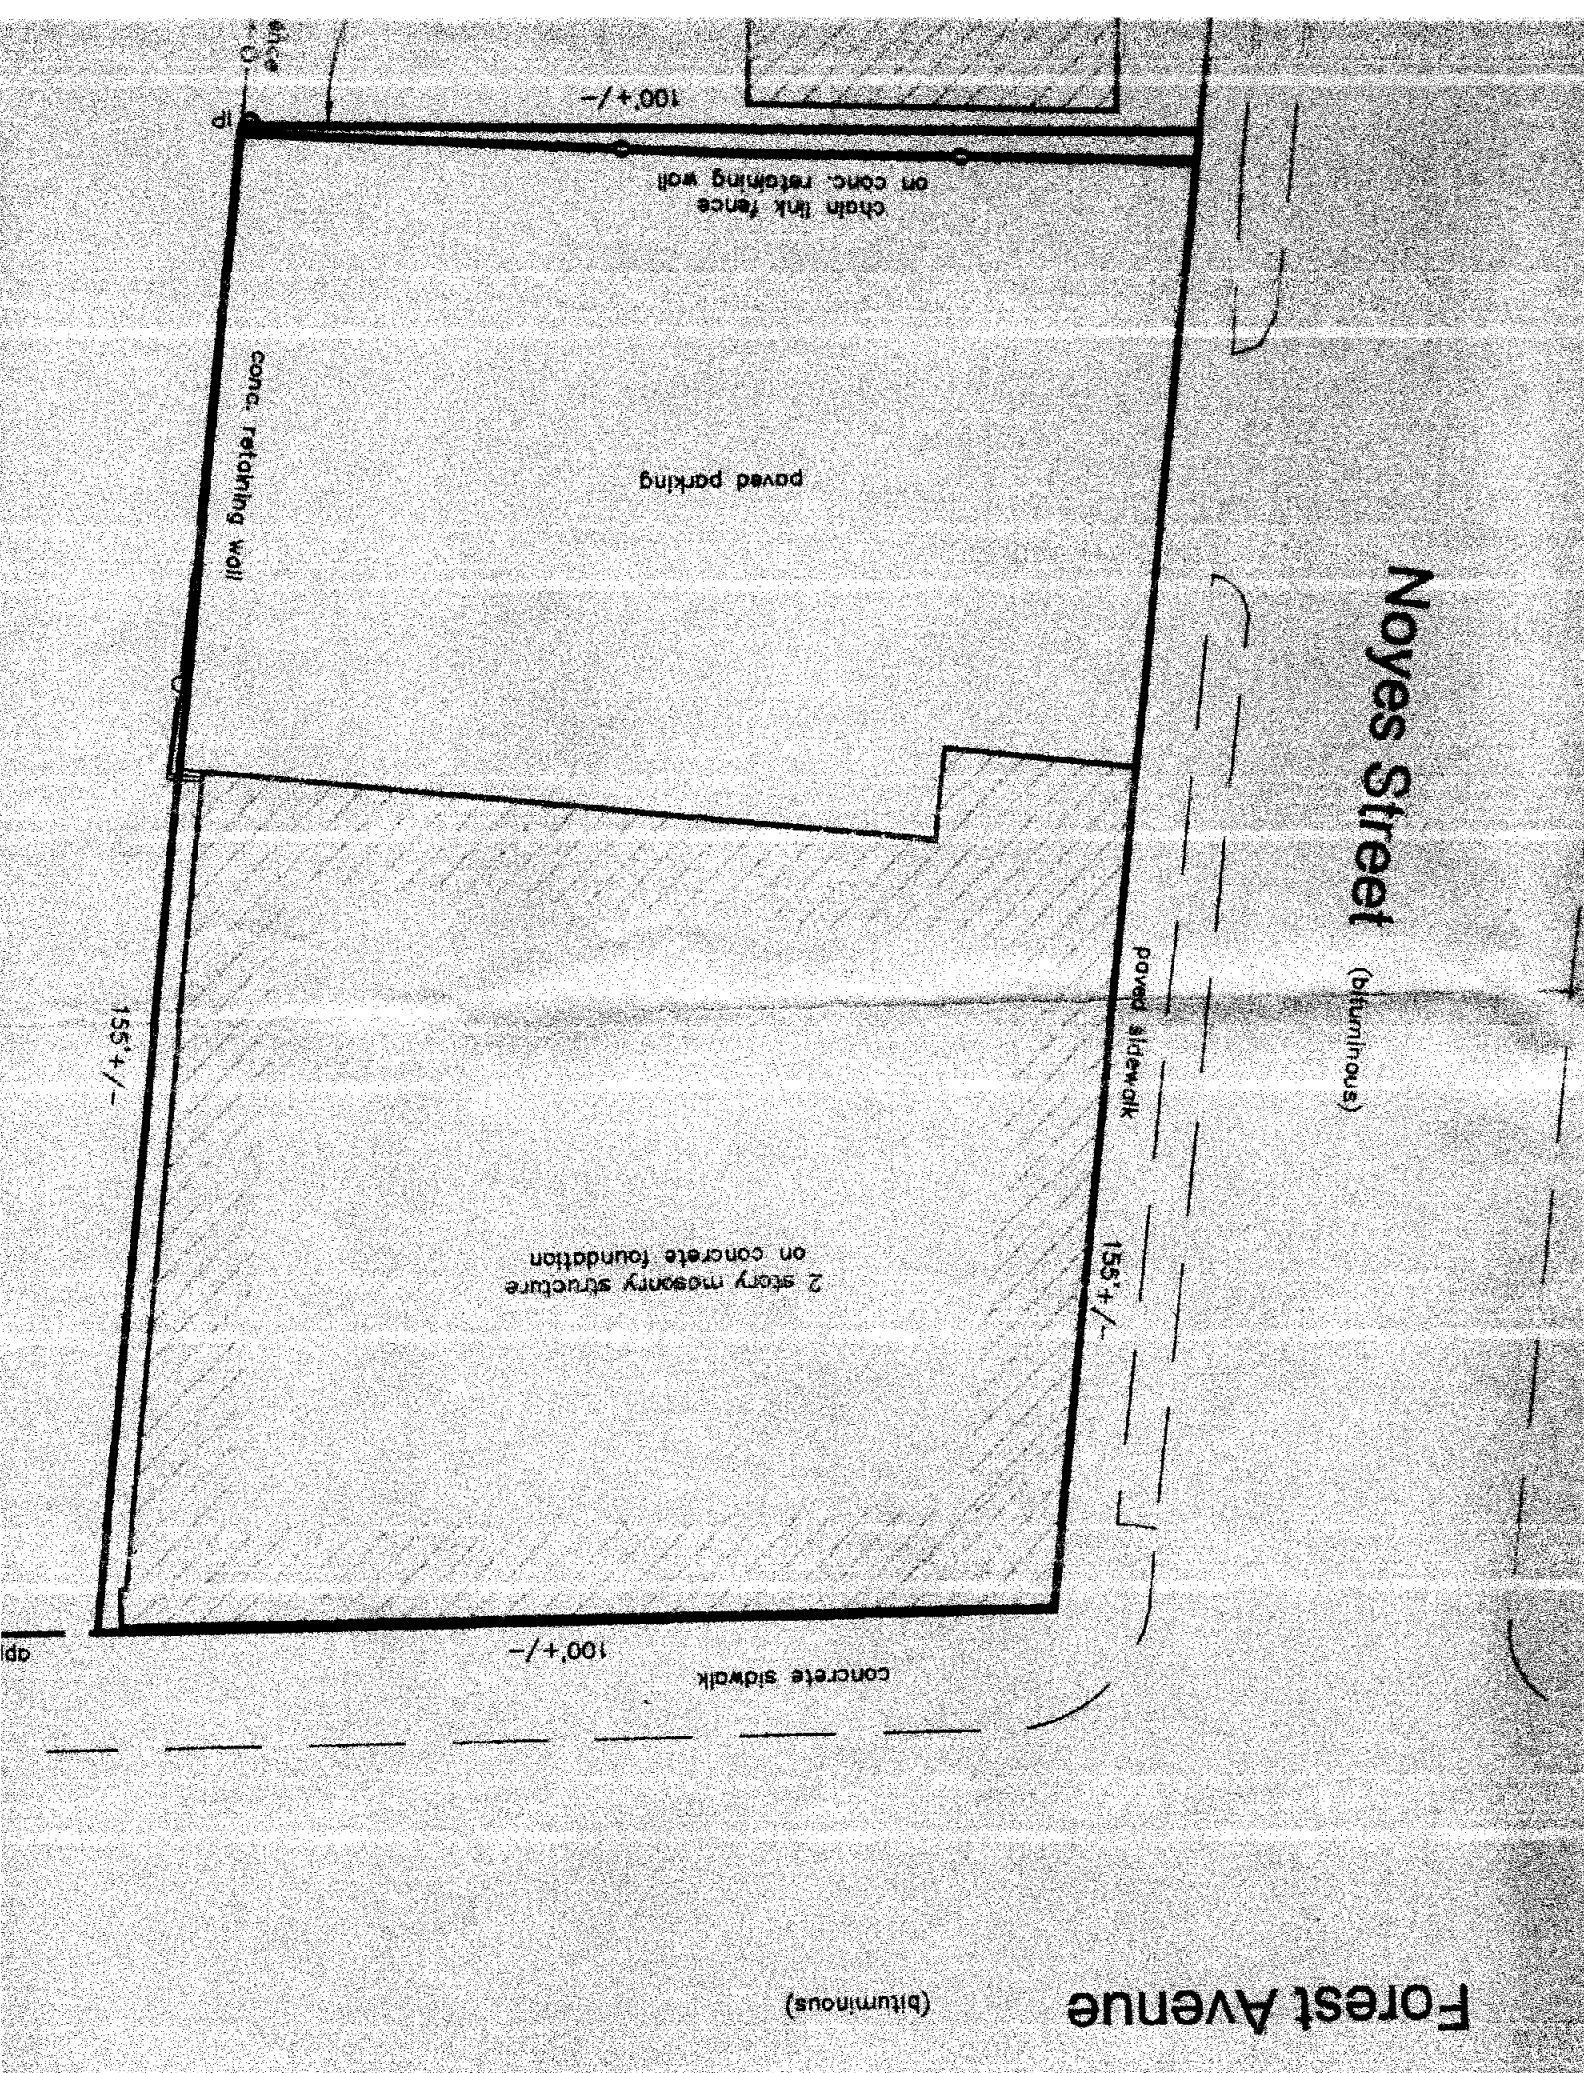 Forest Avenue
(bituminous)
concrete sidwalk
100'+/-
2 story masonry structure
on concrete foundation
155'+/-
155'+/-
paved sidewalk
Noyes Street
(bituminous)
paved parking
conc. retaining wall
chain link fence
on conc. retaining wall
100'+/-
IP